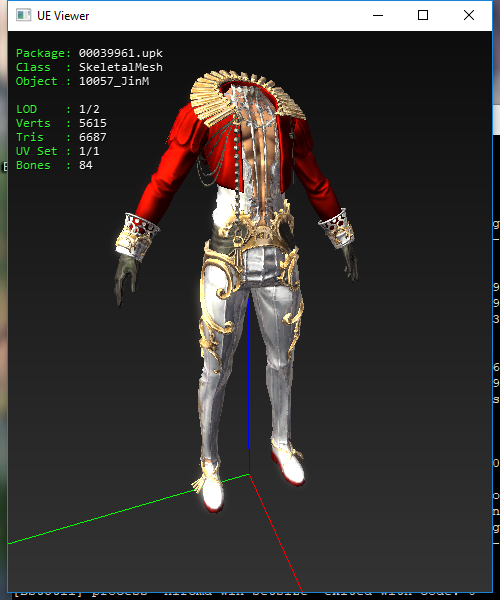 UE Viewer
Package: 00039961.upk
Class : SkeletalMesh
Object : 10057_JinM
LOD : 1/2
Verts : 5615
Tris : 6687
UV Set : 1/1
Bones : 84